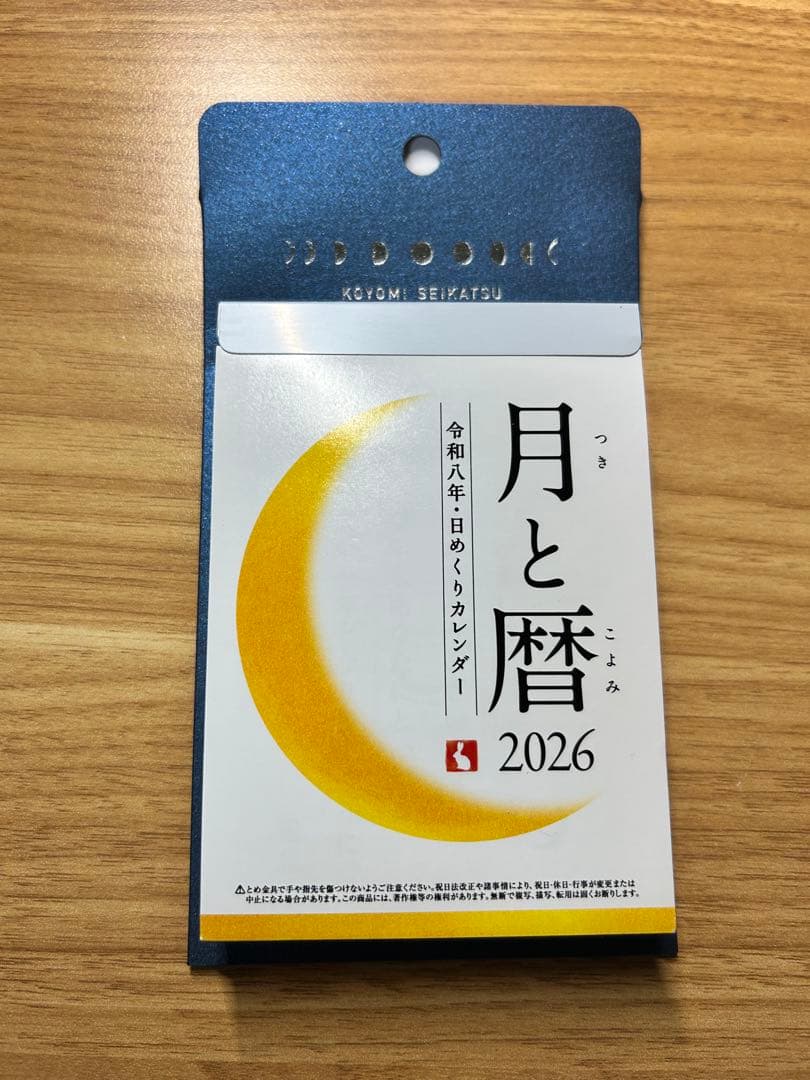 KOYOMI SEIKATSU
月と暦
つき
こよみ
2026
令和八年・日めくりカレンダー
⚠とめ金具で手や指先を傷つけないようご注意ください。祝日法改正や諸事情により、祝日・休日・行事が変更または
中止になる場合があります。この商品には、著作権等の権利があります。無断で複写、描写、転用は固くお断りします。